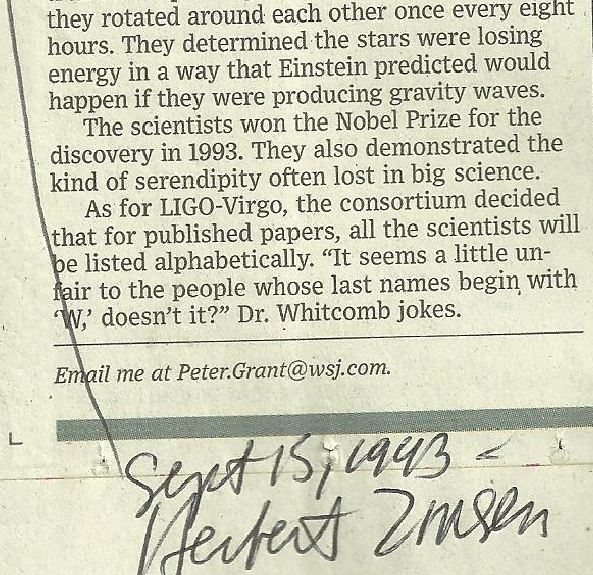 they rotated around each other once every eight
hours. They determined the stars were losing
energy in a way that Einstein predicted would
happen if they were producing gravity waves.
The scientists won the Nobel Prize for the
discovery in 1993. They also demonstrated the
kind of serendipity often lost in big science.
As for LIGO-Virgo, the consortium decided
that for published papers, all the scientists will
be listed alphabetically. “It seems a little un-
fair to the people whose last names begin with
‘W,’ doesn’t it?” Dr. Whitcomb jokes.
Email me at Peter.Grant@wsj.com.
Sept 15, 1943 -
Herbert